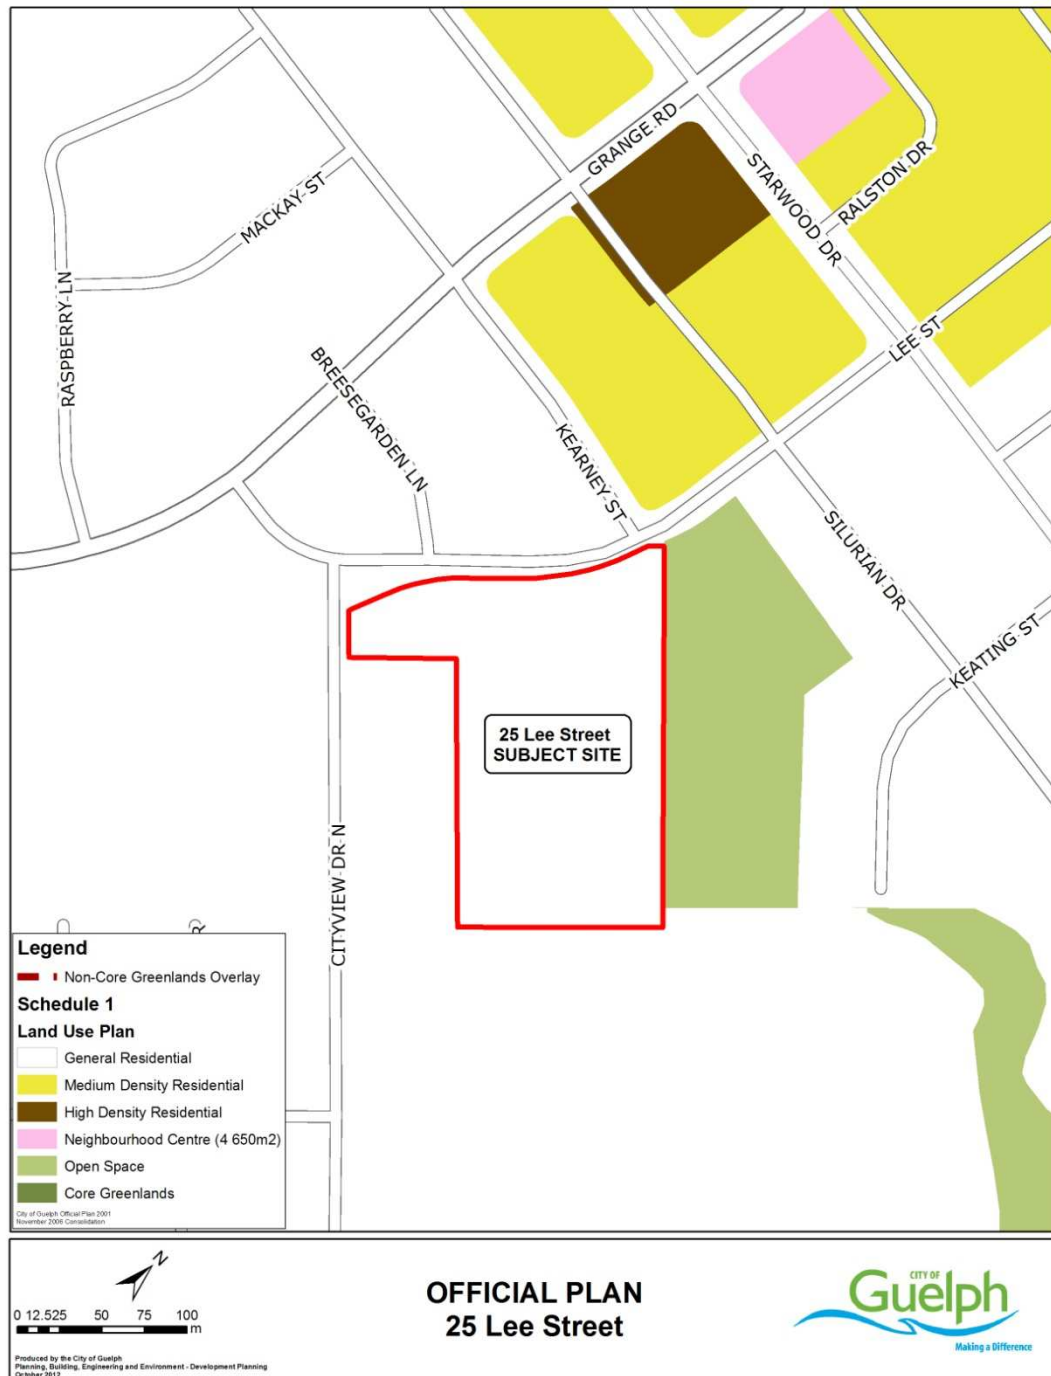 GRANGE RD
STARWOOD DR
RALSTON DR
MACKAY ST
RASPBERRY LN
BREESEGARDEN LN
LEE ST
KEARNEY ST
SILURIAN DR
KEATING ST
25 Lee Street
SUBJECT SITE
CITYVIEW DR N
R
Legend
Non-Core Greenlands Overlay
Schedule 1
Land Use Plan
General Residential
Medium Density Residential
High Density Residential
Neighbourhood Centre (4 650m2)
Open Space
Core Greenlands
City of Guelph Official Plan 2001
November 2006 Consolidation
N
0 12.525 50 75 100
m
Produced by the City of Guelph
Planning, Building, Engineering and Environment - Development Planning
October 2012
OFFICIAL PLAN
25 Lee Street
CITY OF
Guelph
Making a Difference